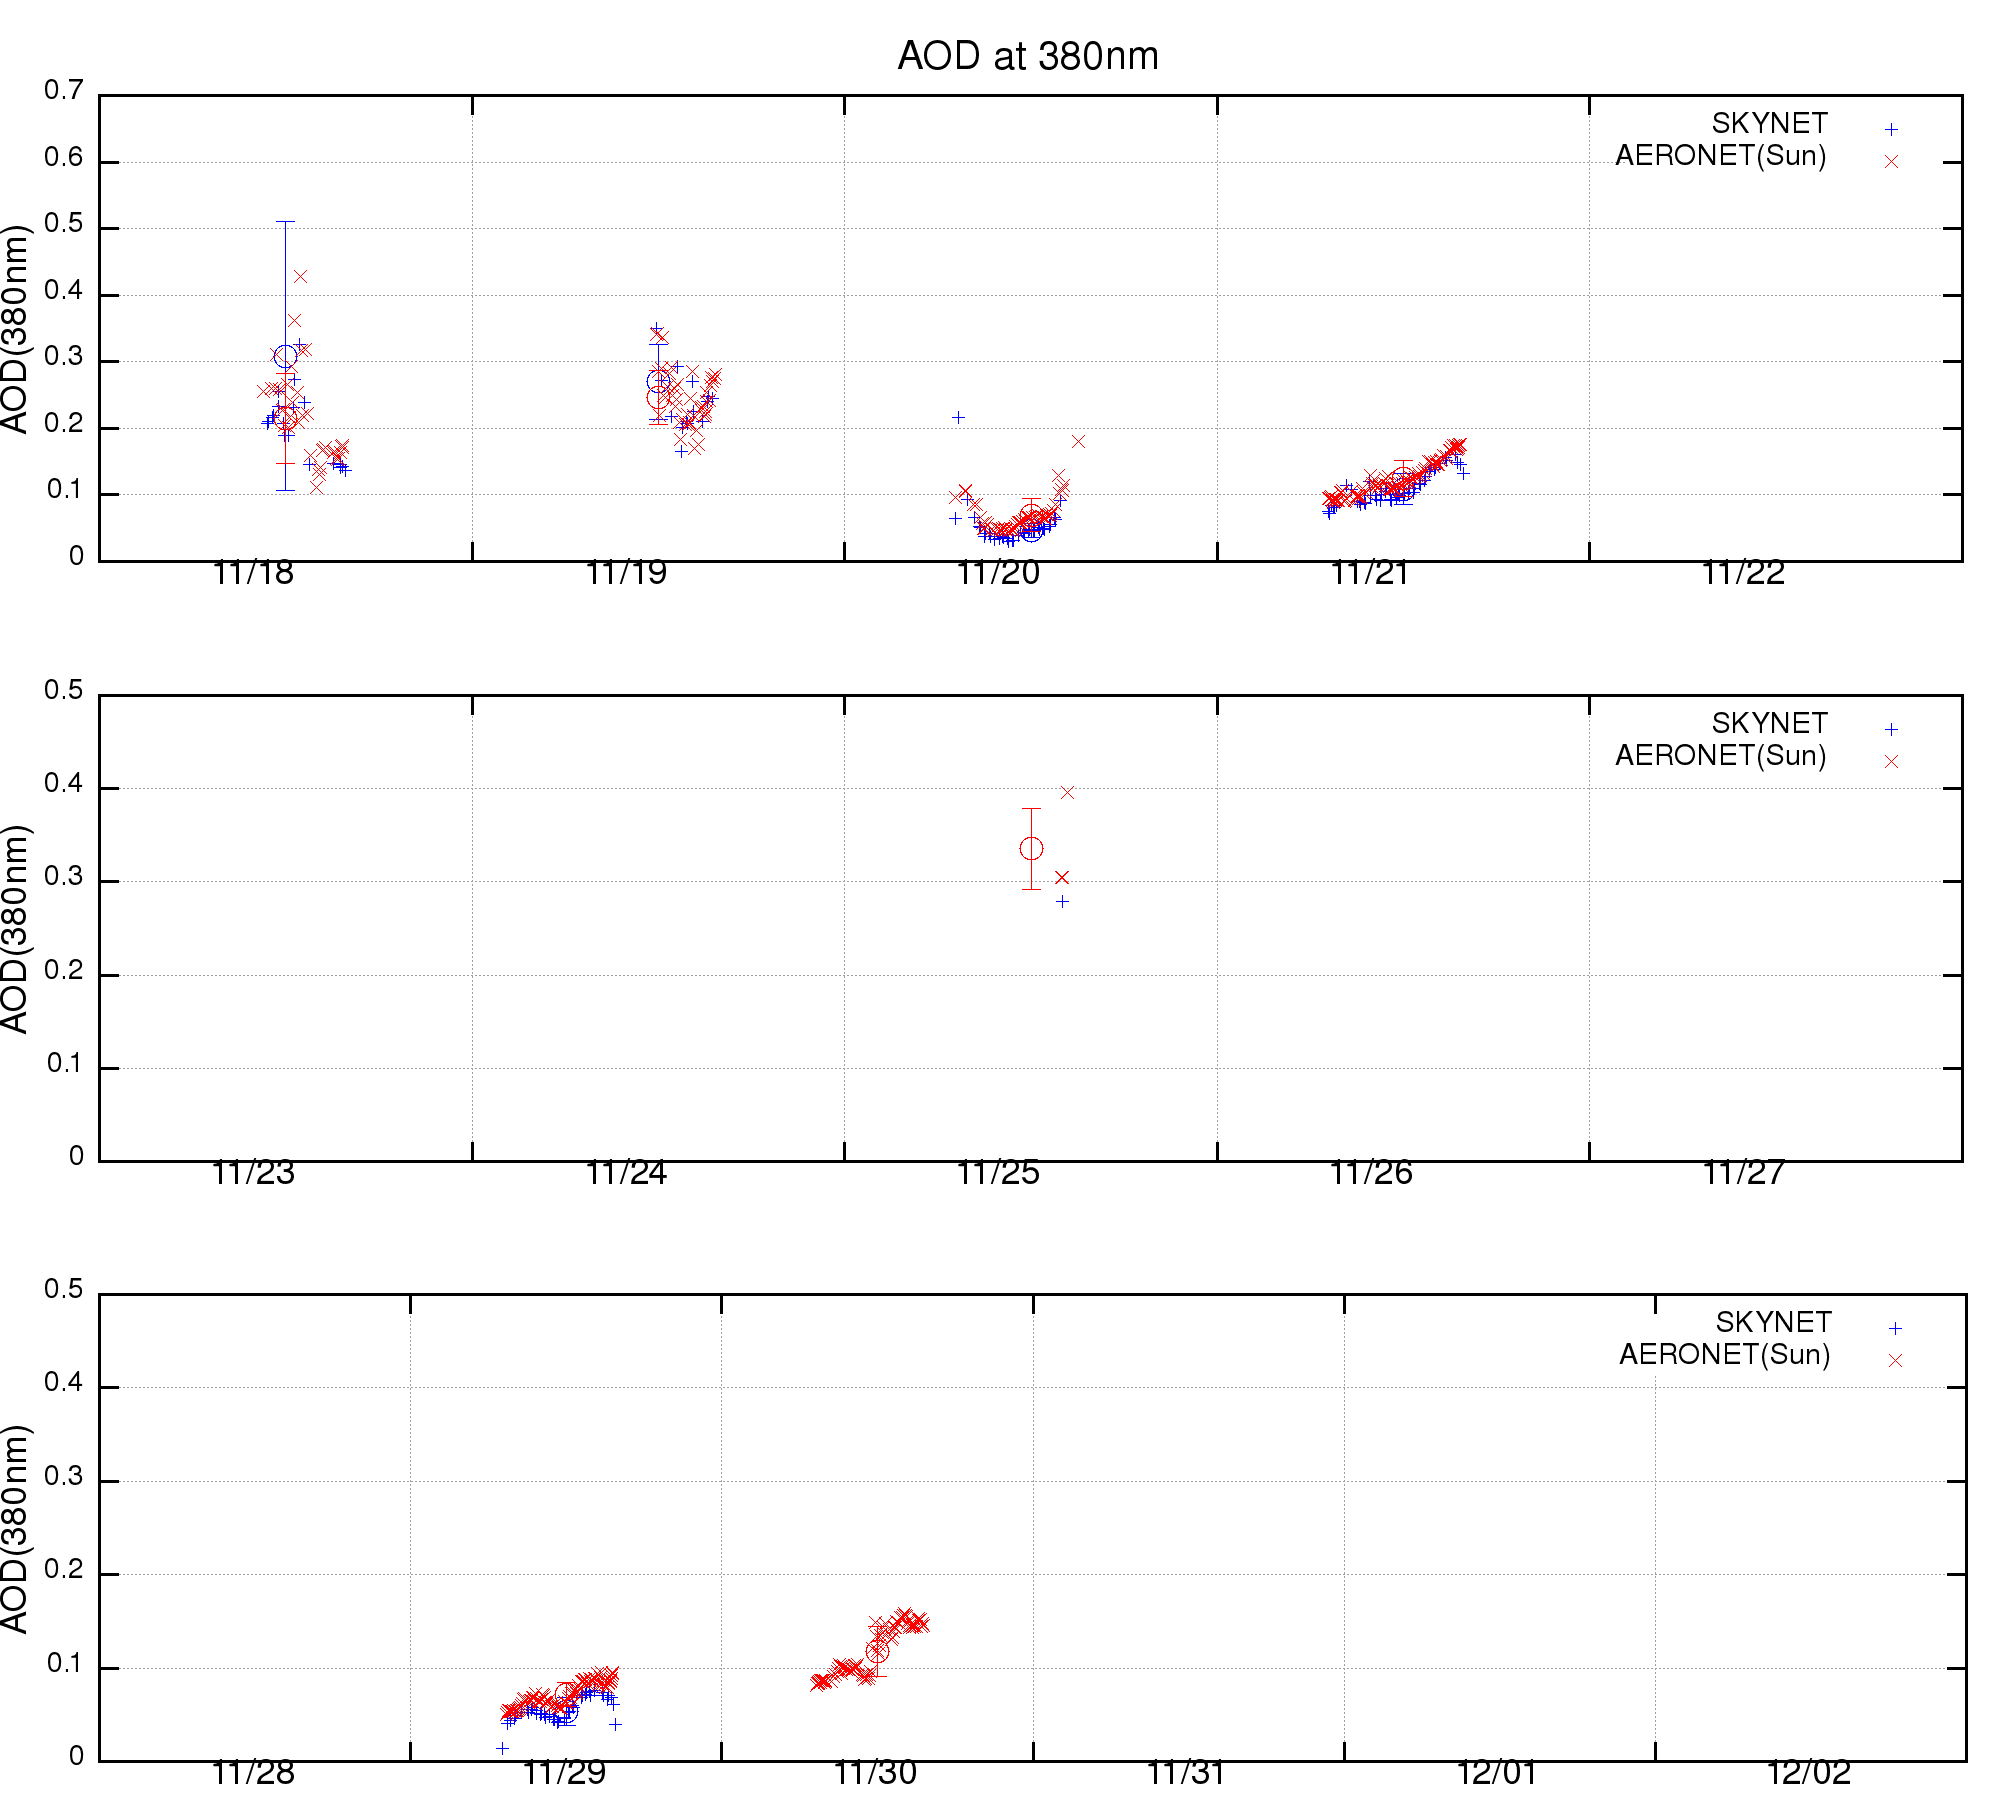 AOD at 380nm
AOD(380nm)
0.7
0.6
0.5
0.4
0.3
0.2
0.1
0
SKYNET
AERONET(Sun)
11/18 11/19 11/20 11/21 11/22
AOD(380nm)
0.5
0.4
0.3
0.2
0.1
0
SKYNET
AERONET(Sun)
11/23 11/24 11/25 11/26 11/27
AOD(380nm)
0.5
0.4
0.3
0.2
0.1
0
SKYNET
AERONET(Sun)
11/28 11/29 11/30 11/31 12/01 12/02